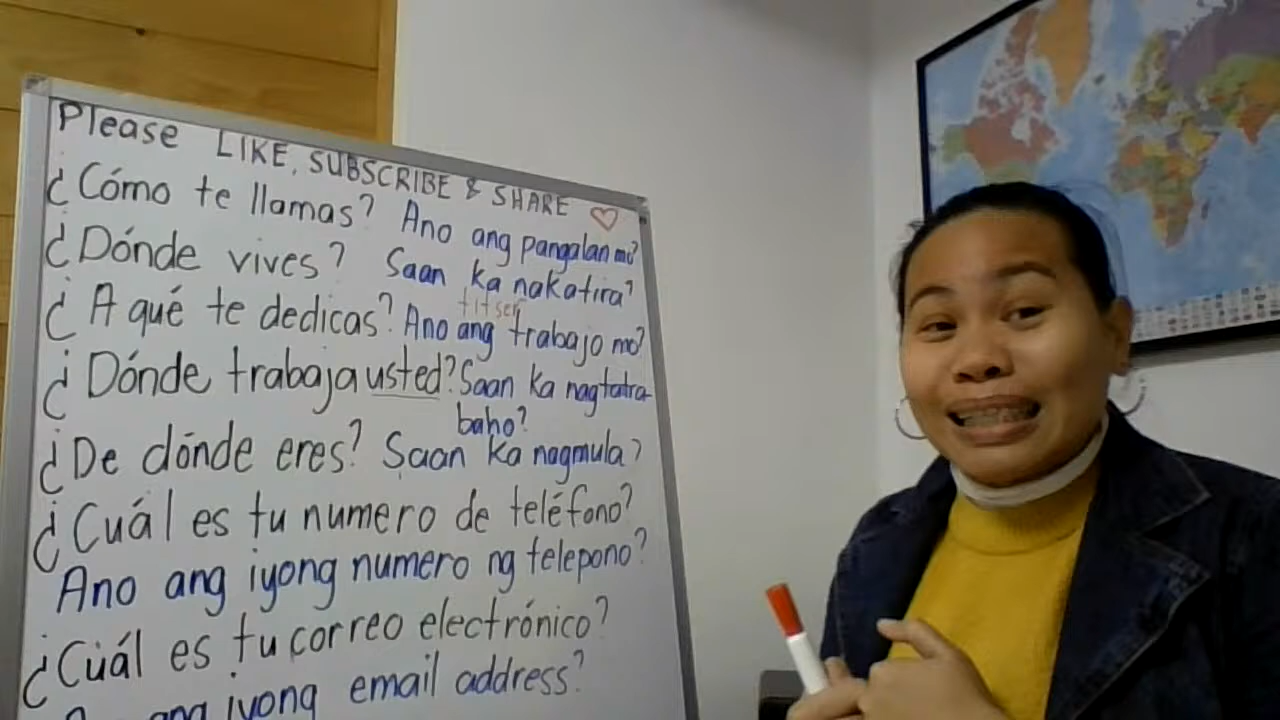 Please LIKE, SUBSCRIBE & SHARE
¿Cómo te llamas? Ano ang pangalan mo?
¿Dónde vives? Saan ka nakatira?
titser
¿A qué te dedicas? Ano ang trabajo mo?
¿Dónde trabaja usted? Saan ka nagtatra-
baho?
¿De dónde eres? Saan ka nagmula?
¿Cuál es tu numero de teléfono?
Ano ang iyong numero ng telepono?
¿Cuál es tu correo electrónico?
ang iyong email address?